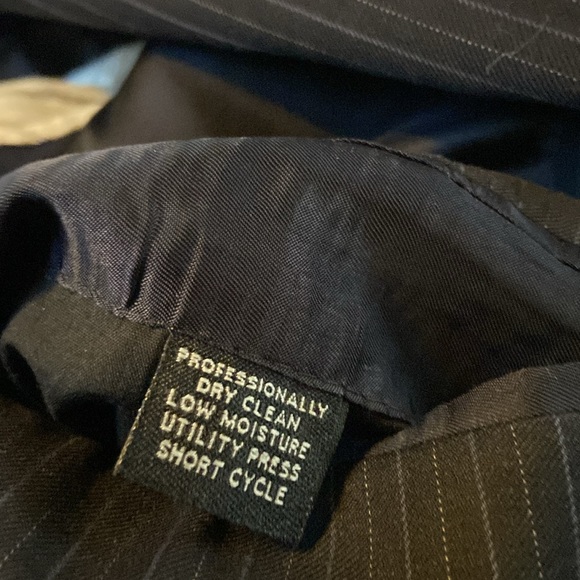 PROFESSIONALLY
DRY CLEAN
LOW MOISTURE
UTILITY PRESS
SHORT CYCLE